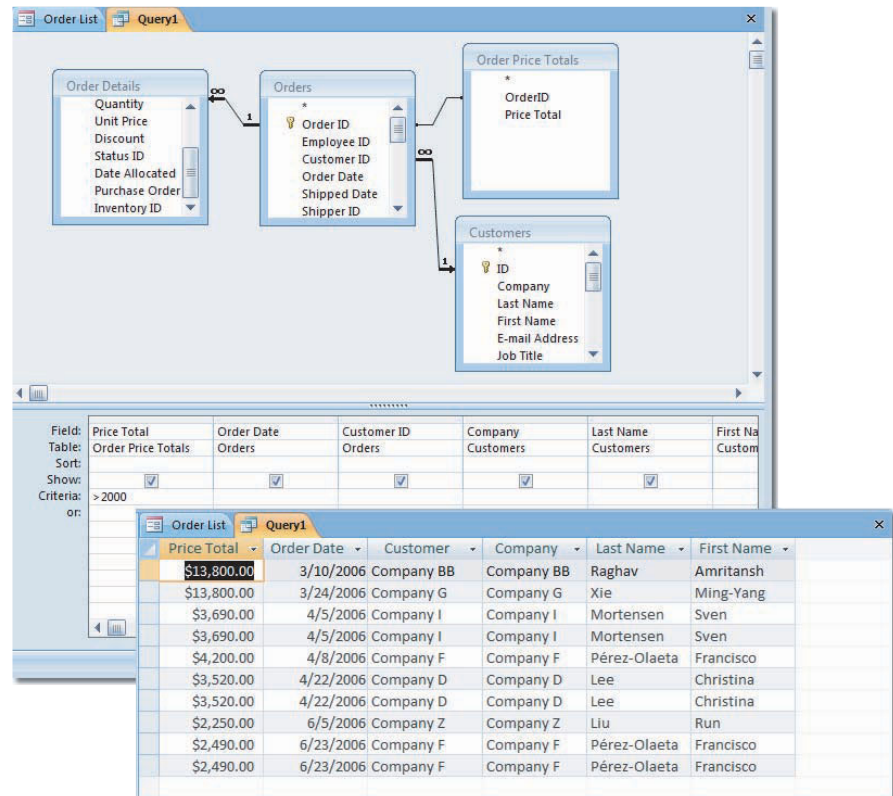 Order List Query1
Order Details
Quantity
Unit Price
Discount
Status ID
Date Allocated
Purchase Order
Inventory ID
∞
1
Orders
*
Order ID
Employee ID
Customer ID
Order Date
Shipped Date
Shipper ID
∞
1
Order Price Totals
*
OrderID
Price Total
Customers
*
ID
Company
Last Name
First Name
E-mail Address
Job Title
Field: Price Total Order Date Customer ID Company Last Name First Na
Table: Order Price Totals Orders Orders Customers Customers Custom
Sort:
Show:
Criteria: >2000
or:
Order List Query1
Price Total Order Date Customer Company Last Name First Name
$13,800.00 3/10/2006 Company BB Company BB Raghav Amritansh
$13,800.00 3/24/2006 Company G Company G Xie Ming-Yang
$3,690.00 4/5/2006 Company I Company I Mortensen Sven
$3,690.00 4/5/2006 Company I Company I Mortensen Sven
$4,200.00 4/8/2006 Company F Company F Pérez-Olaeta Francisco
$3,520.00 4/22/2006 Company D Company D Lee Christina
$3,520.00 4/22/2006 Company D Company D Lee Christina
$2,250.00 6/5/2006 Company Z Company Z Liu Run
$2,490.00 6/23/2006 Company F Company F Pérez-Olaeta Francisco
$2,490.00 6/23/2006 Company F Company F Pérez-Olaeta Francisco